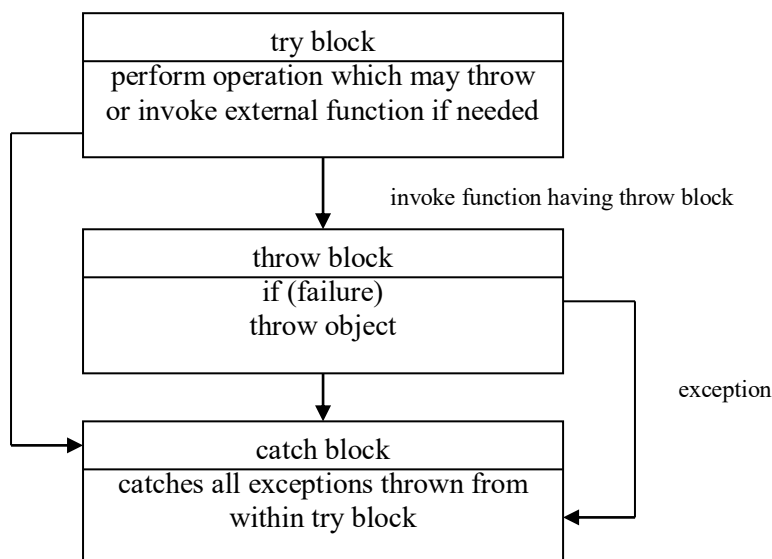 try block
perform operation which may throw
or invoke external function if needed
invoke function having throw block
throw block
if (failure)
throw object
exception
catch block
catches all exceptions thrown from
within try block